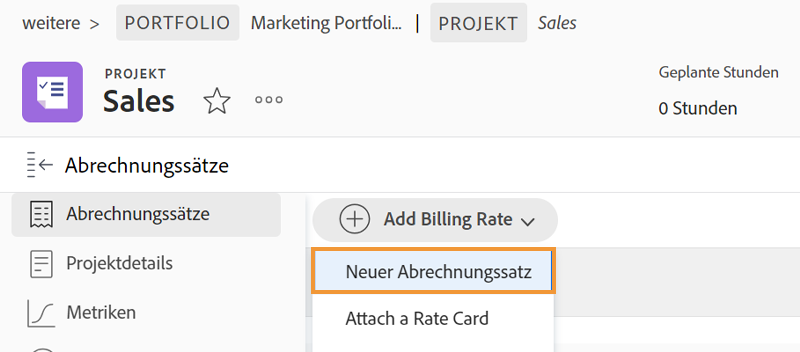 weitere > PORTFOLIO Marketing Portfoli... | PROJEKT Sales
PROJEKT
Sales
Geplante Stunden
0 Stunden
Abrechnungssätze
Abrechnungssätze
Add Billing Rate
Projektdetails
Neuer Abrechnungssatz
Metriken
Attach a Rate Card